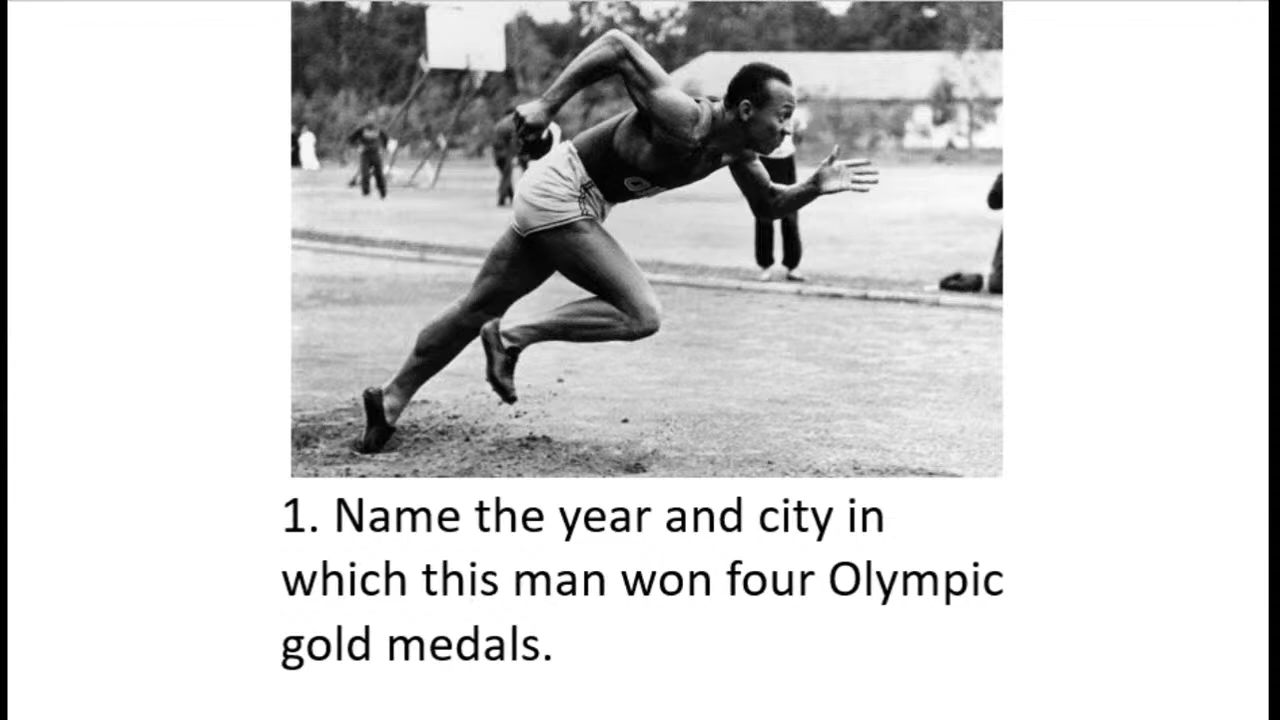 1. Name the year and city in
which this man won four Olympic
gold medals.